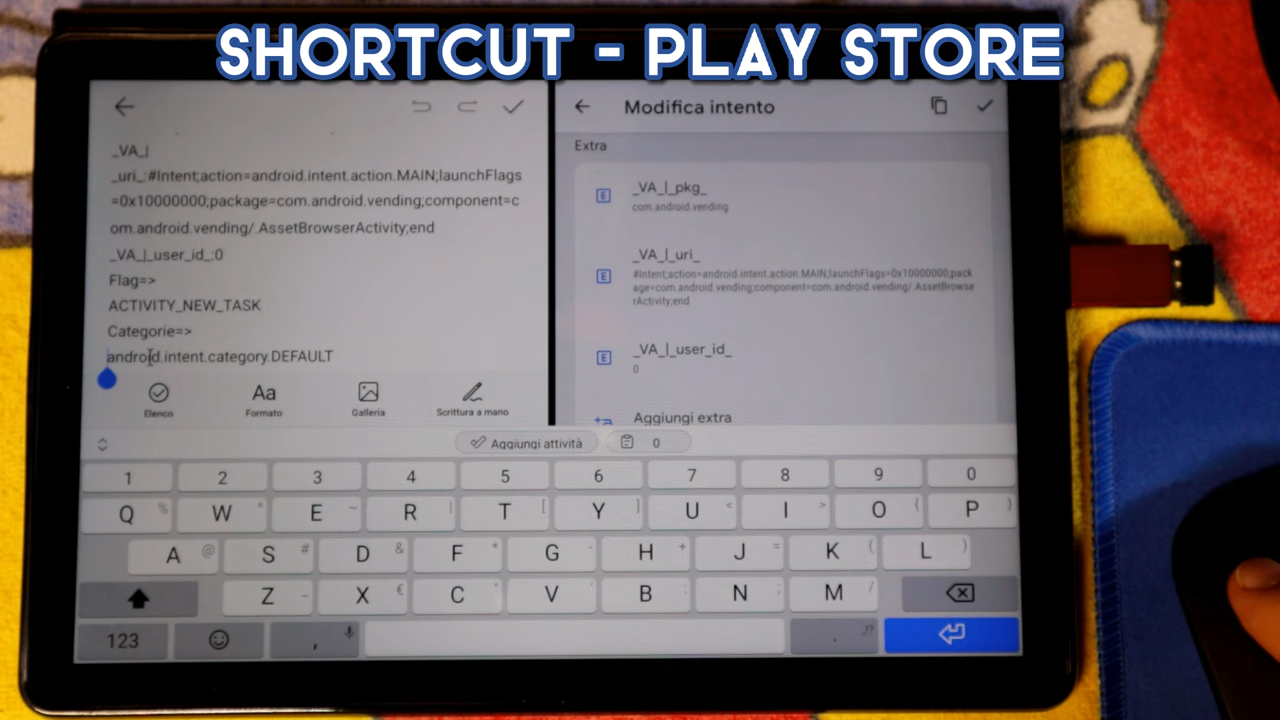 SHORTCUT - PLAY STORE
_VA_|
_uri_:#Intent;action=android.intent.action.MAIN;launchFlags
=0x10000000;package=com.android.vending;component=c
om.android.vending/.AssetBrowserActivity;end
_VA_|_user_id_:0
Flag=>
ACTIVITY_NEW_TASK
Categorie=>
android.intent.category.DEFAULT
Elenco
Aa
Formato
Galleria
Scrittura a mano
Modifica intento
Extra
E
_VA_|_pkg_
com.android.vending
E
_VA_|_uri_
#Intent;action=android.intent.action.MAIN;launchFlags=0x10000000;pack
age=com.android.vending;component=com.android.vending/.AssetBrowse
rActivity;end
E
_VA_|_user_id_
0
Aggiungi extra
Aggiungi attività
0
1 2 3 4 5 6 7 8 9 0
Q % W ^ E ~ R | T [ Y ] U < I > O { P }
A @ S # D & F * G - H + J = K ( L )
Z _ X € C " V ' B : N ; M /
123 , . !?